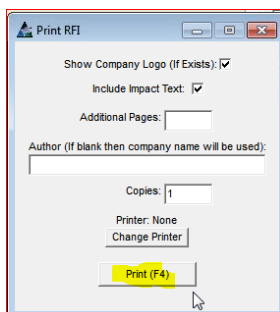 Print RFI
Show Company Logo (If Exists):
Include Impact Text:
Additional Pages:
Author (If blank then company name will be used):
Copies: 1
Printer: None
Change Printer
Print (F4)